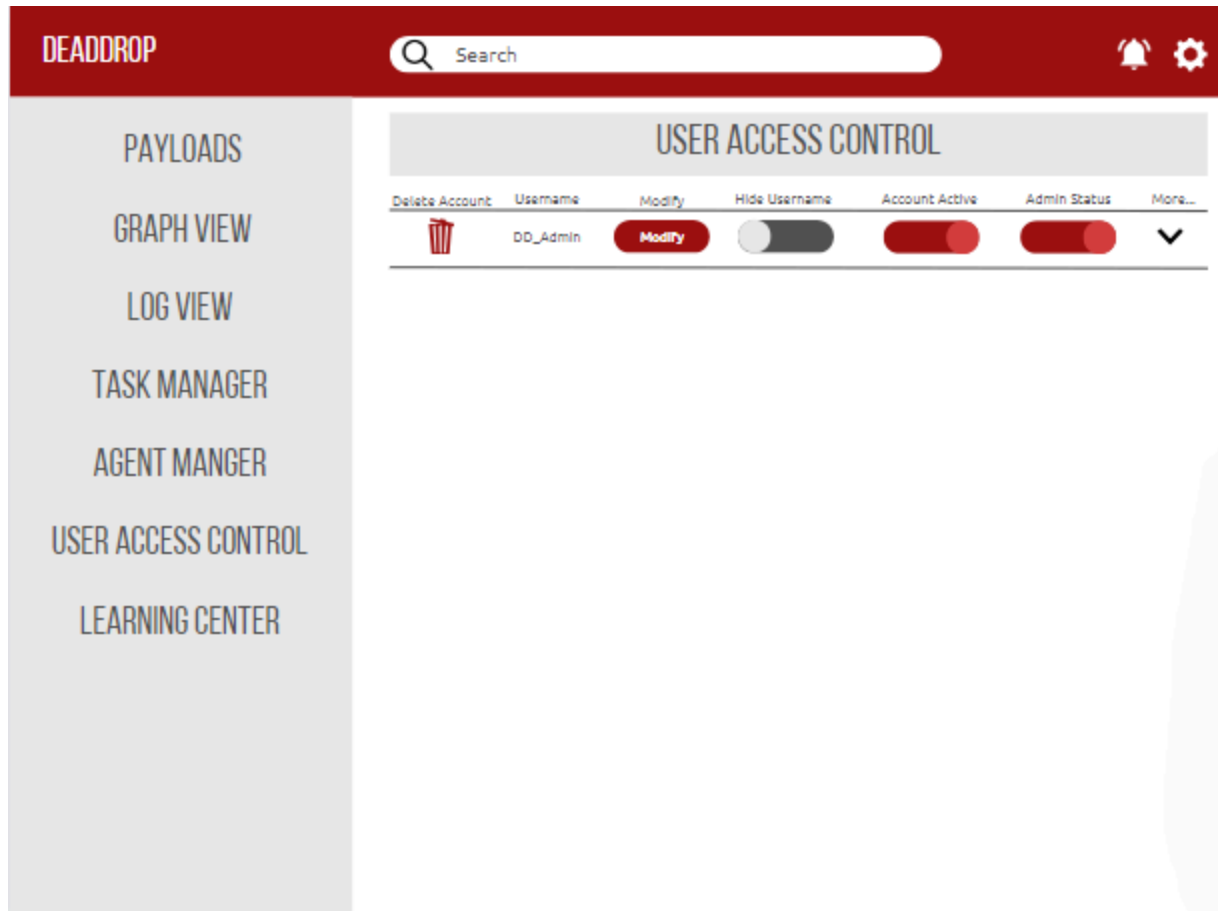 DEADDROP
Search
PAYLOADS
GRAPH VIEW
LOG VIEW
TASK MANAGER
AGENT MANGER
USER ACCESS CONTROL
LEARNING CENTER
USER ACCESS CONTROL
Delete Account Username Modify Hide Username Account Active Admin Status More...
DD_Admin Modify